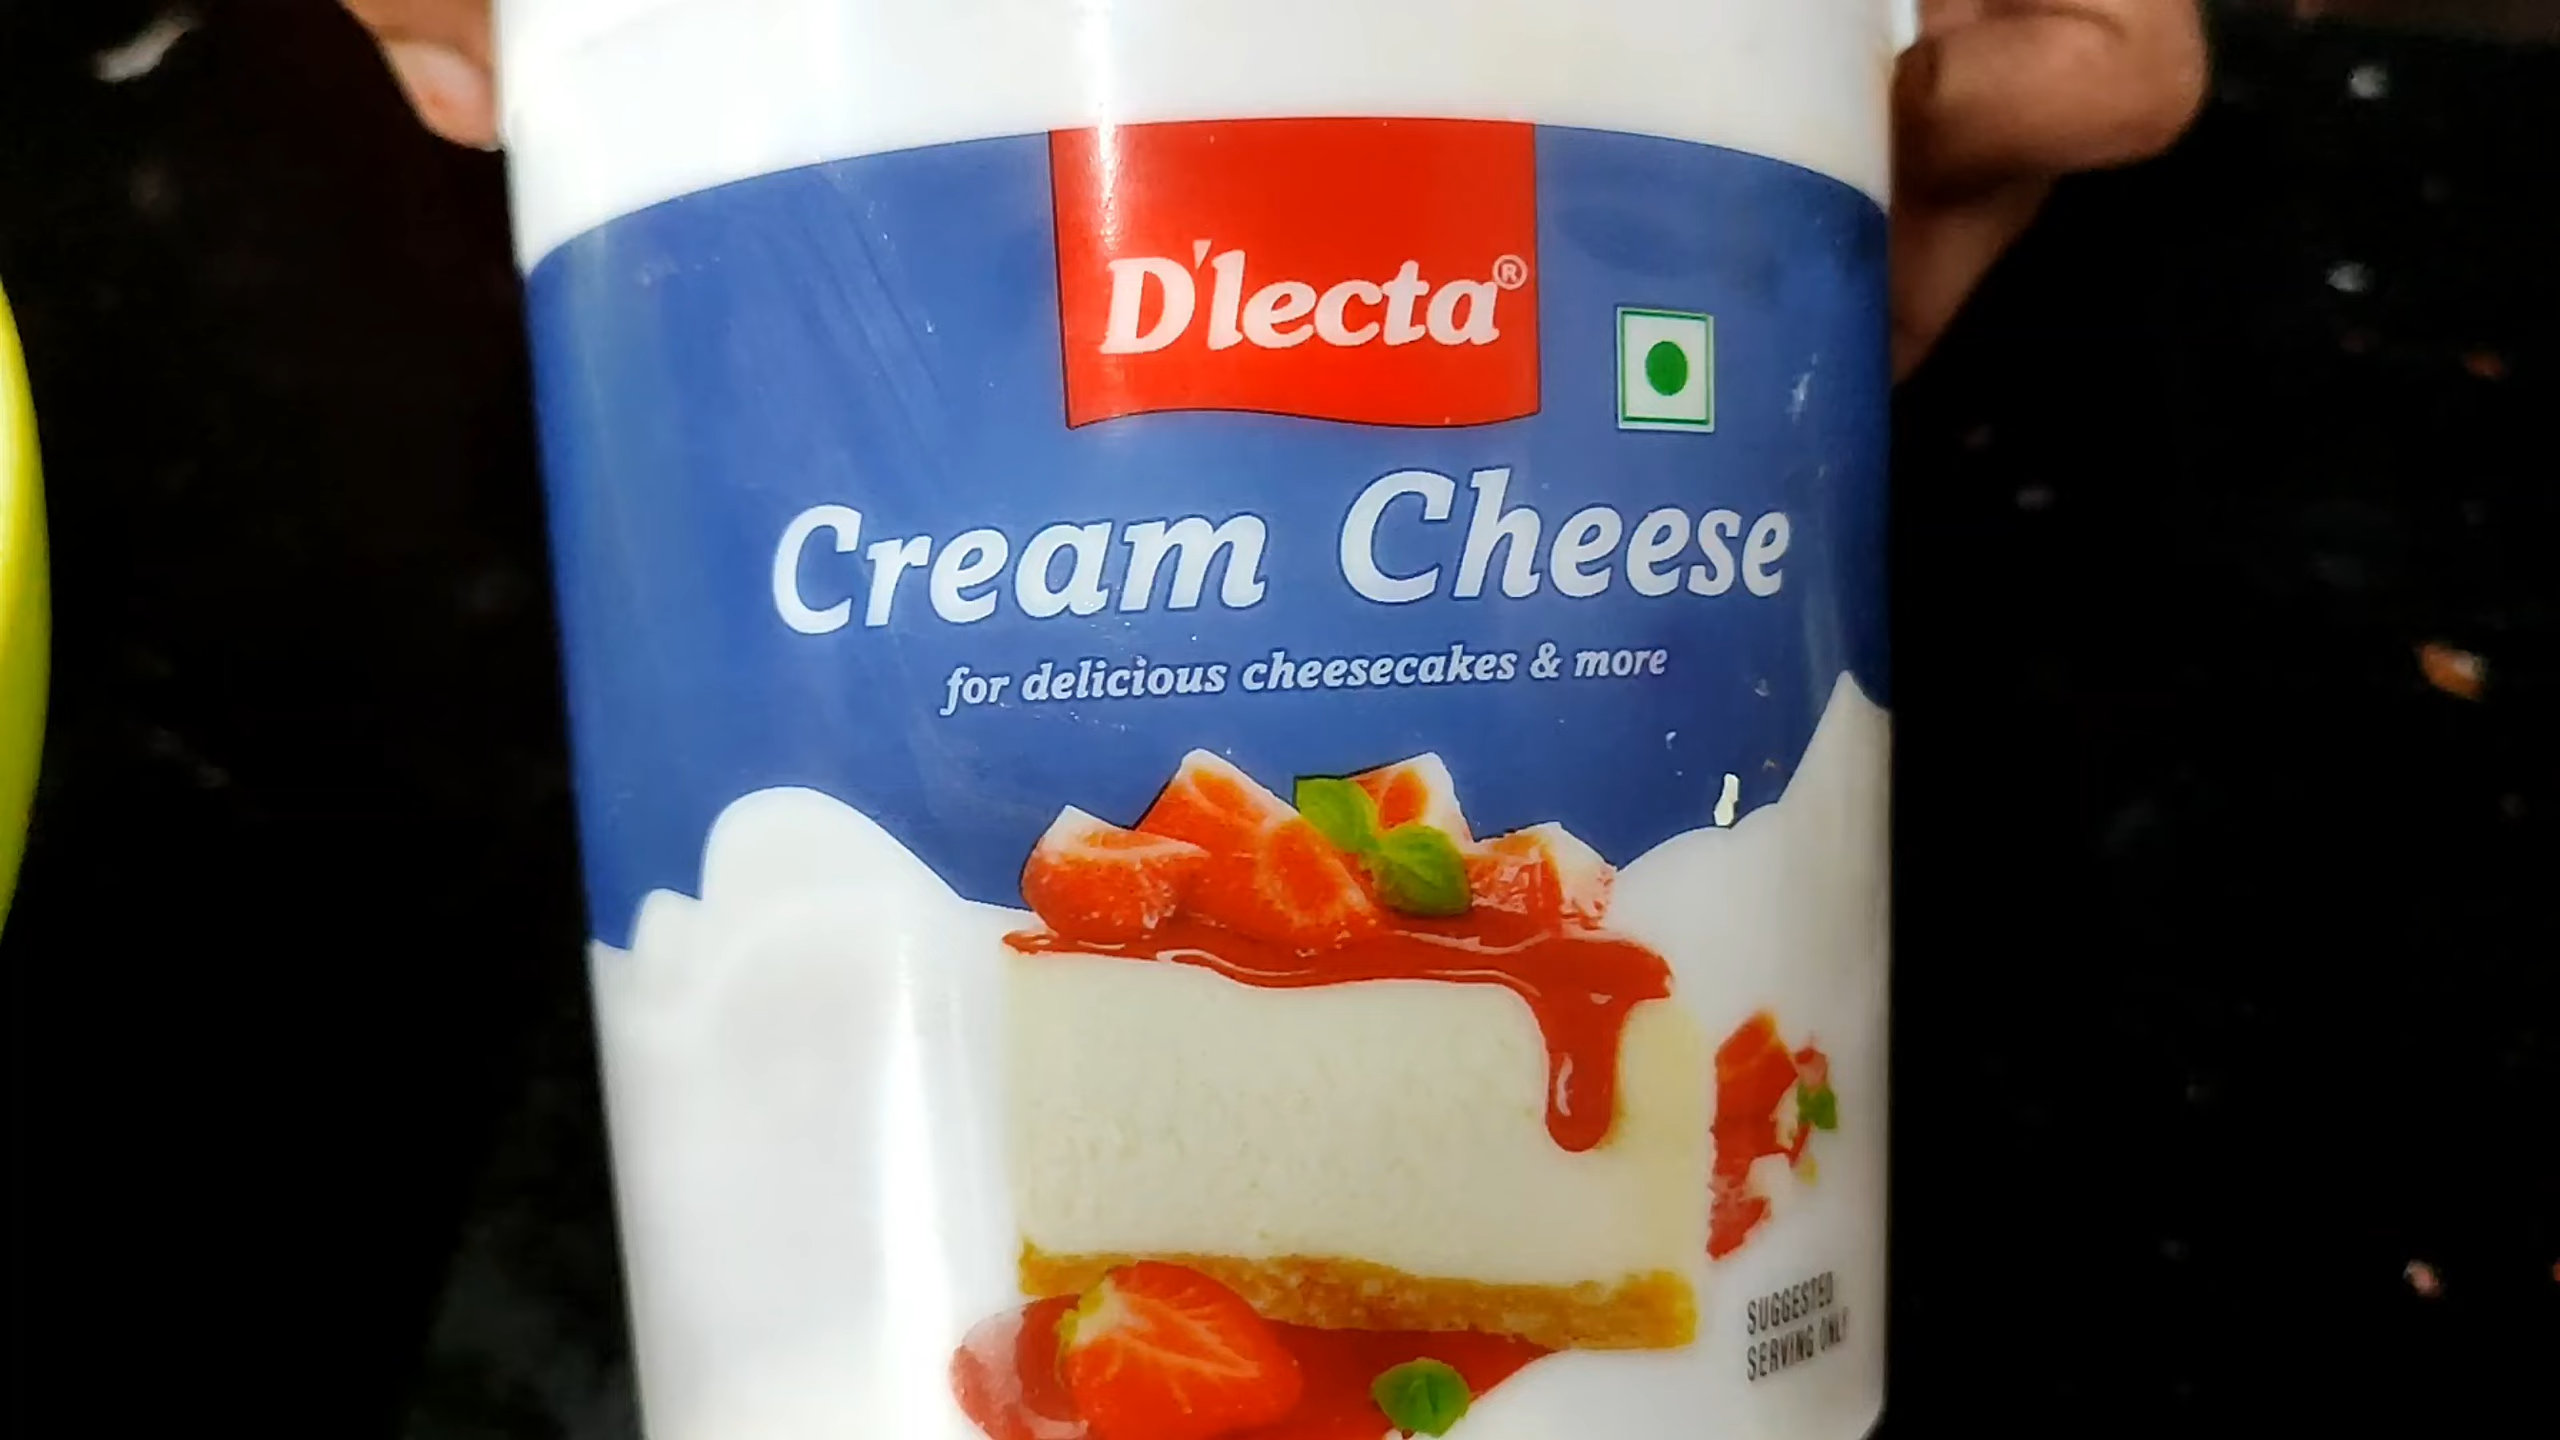 D'lecta®
Cream Cheese
for delicious cheesecakes & more
SUGGESTED
SERVING ONLY